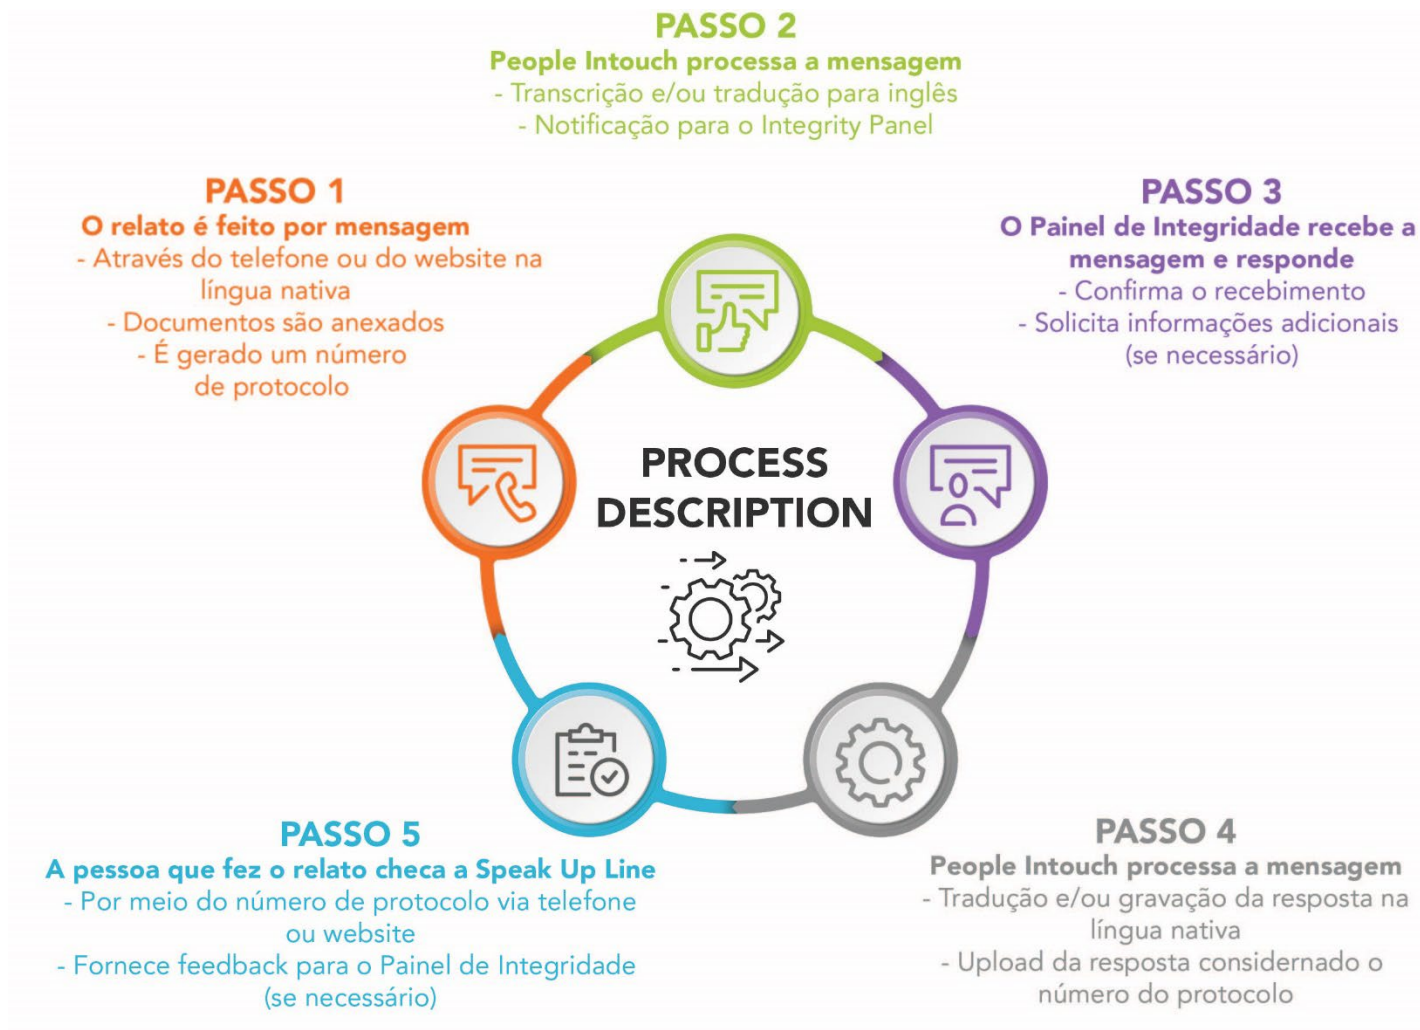 PASSO 2
People Intouch processa a mensagem
- Transcrição e/ou tradução para inglês
- Notificação para o Integrity Panel
PASSO 1
O relato é feito por mensagem
- Através do telefone ou do website na
língua nativa
- Documentos são anexados
- É gerado um número
de protocolo
PASSO 3
O Painel de Integridade recebe a
mensagem e responde
- Confirma o recebimento
- Solicita informações adicionais
(se necessário)
PROCESS
DESCRIPTION
PASSO 5
A pessoa que fez o relato checa a Speak Up Line
- Por meio do número de protocolo via telefone
ou website
- Fornece feedback para o Painel de Integridade
(se necessário)
PASSO 4
People Intouch processa a mensagem
- Tradução e/ou gravação da resposta na
língua nativa
- Upload da resposta considernado o
número do protocolo